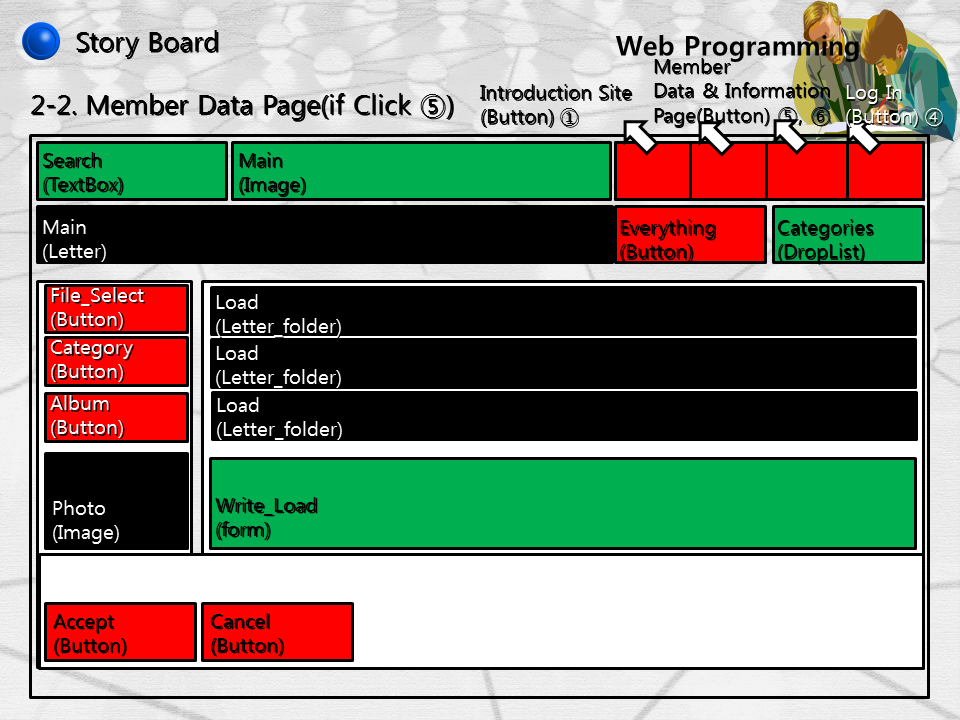 Story Board
Web Programming
2-2. Member Data Page(if Click ⑤)
Introduction Site
(Button) ①
Member
Data & Information
Page(Button) ⑤, ⑥
Log In
(Button) ④
Search
(TextBox)
Main
(Image)
Main
(Letter)
Everything
(Button)
Categories
(DropList)
File_Select
(Button)
Category
(Button)
Album
(Button)
Photo
(Image)
Load
(Letter_folder)
Load
(Letter_folder)
Load
(Letter_folder)
Write_Load
(form)
Accept
(Button)
Cancel
(Button)